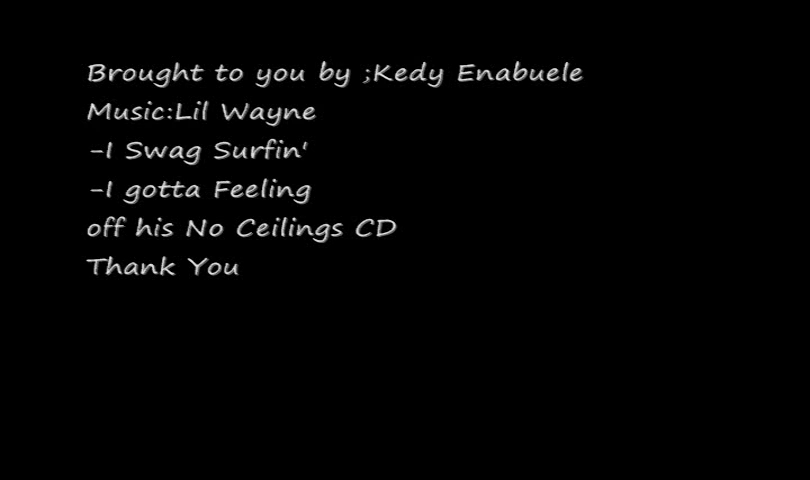 Brought to you by ;Kedy Enabuele
Music:Lil Wayne
-I Swag Surfin'
-I gotta Feeling
off his No Ceilings CD
Thank You